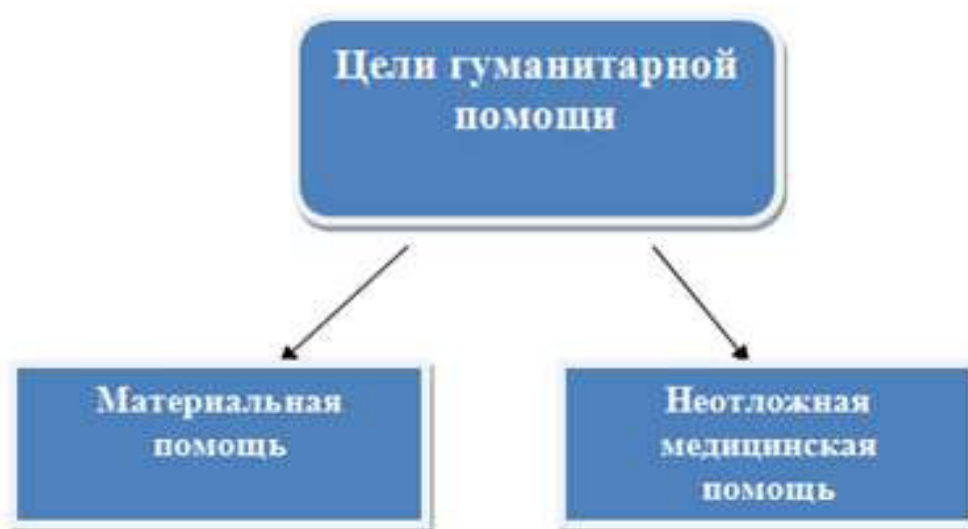 Цели гуманитарной
помощи
Материальная
помощь
Неотложная
медицинская
помощь